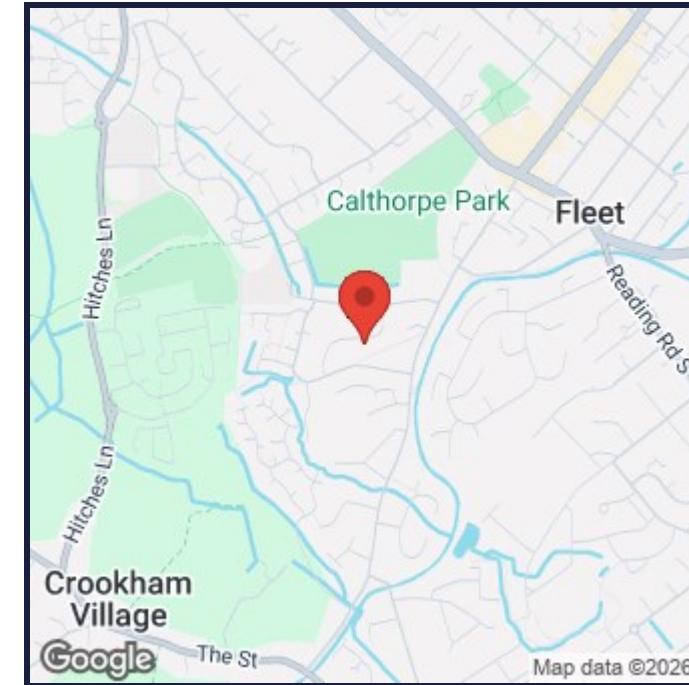 Calthorpe Park
Fleet
Hitches Ln
Reading Rd S
Hitches Ln
Crookham
Village
The St
Google
Map data ©2026